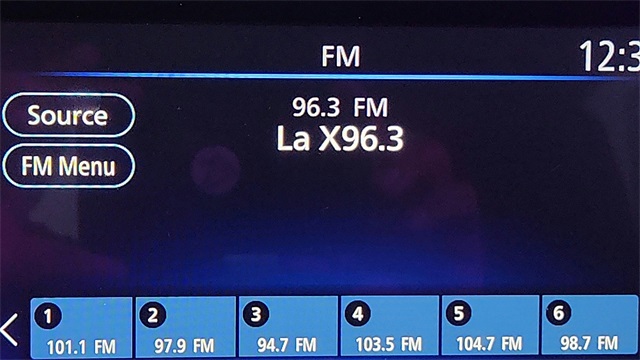 FM
12:3
Source
96.3 FM
La X96.3
FM Menu
1 2 3 4 5 6
101.1 FM 97.9 FM 94.7 FM 103.5 FM 104.7 FM 98.7 FM